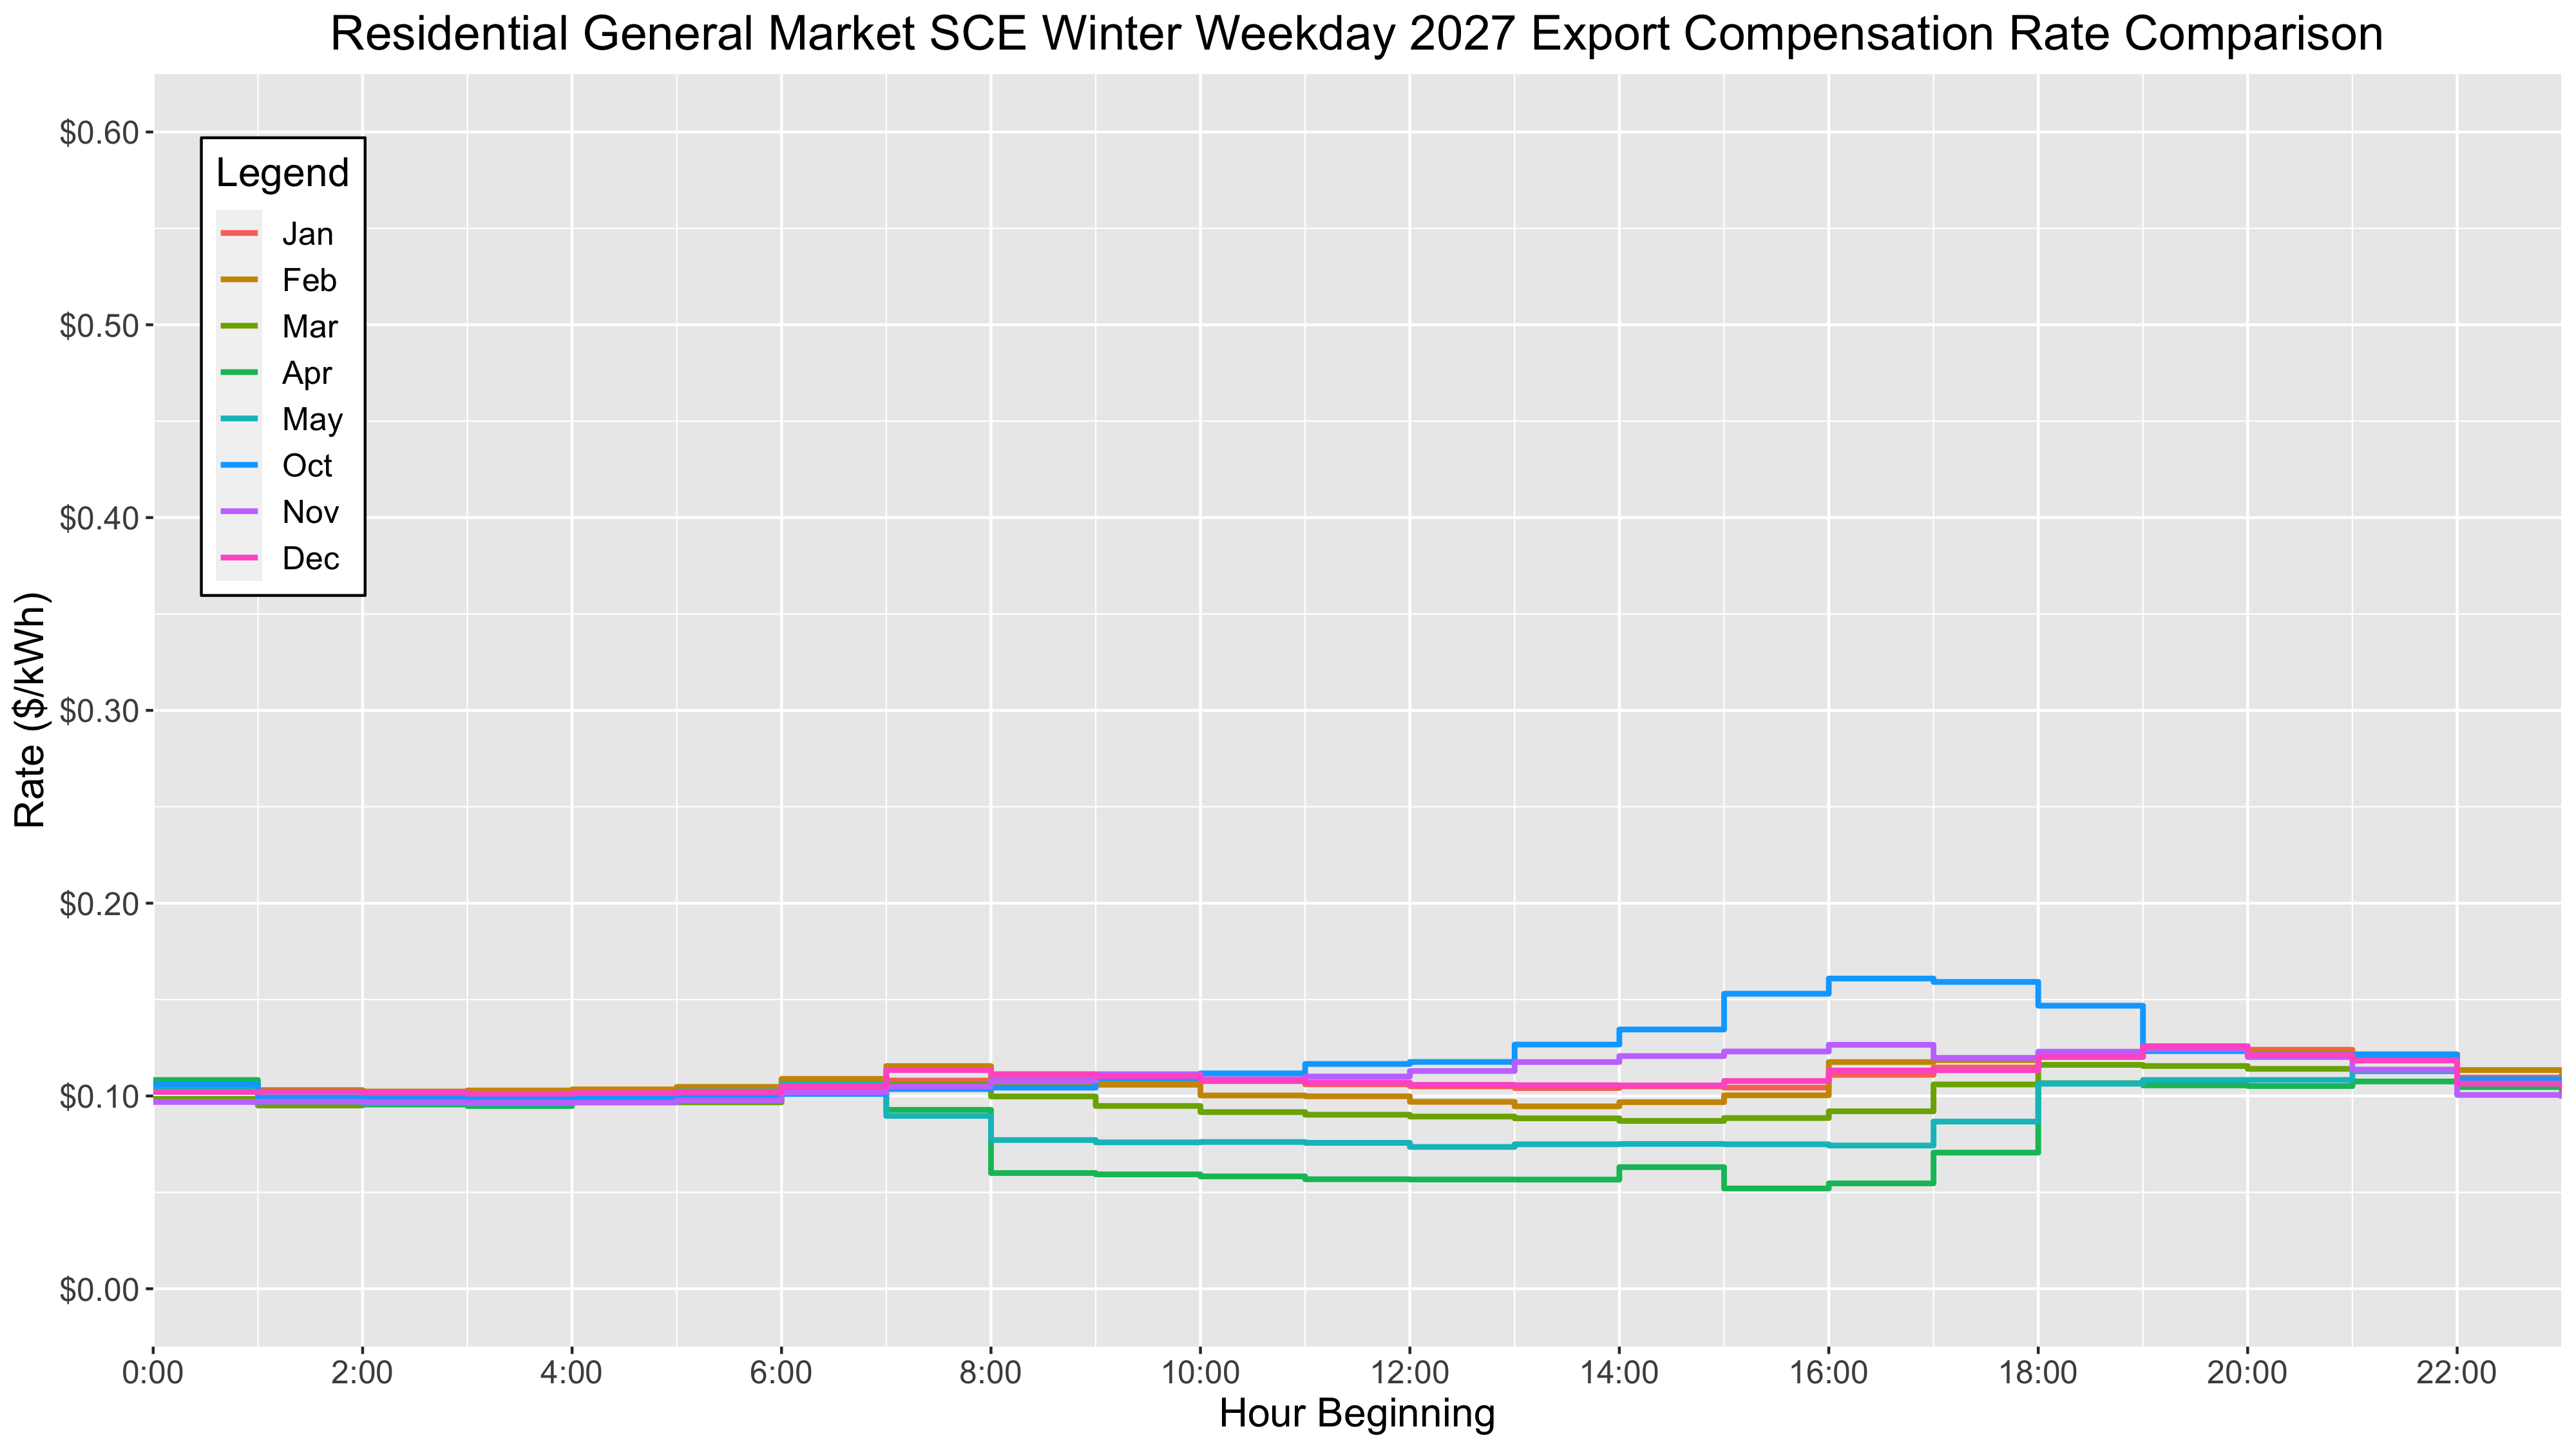 Residential General Market SCE Winter Weekday 2027 Export Compensation Rate Comparison
Rate ($/kWh)
$0.60
$0.50
$0.40
$0.30
$0.20
$0.10
$0.00
Legend
Jan
Feb
Mar
Apr
May
Oct
Nov
Dec
0:00 2:00 4:00 6:00 8:00 10:00 12:00 14:00 16:00 18:00 20:00 22:00
Hour Beginning